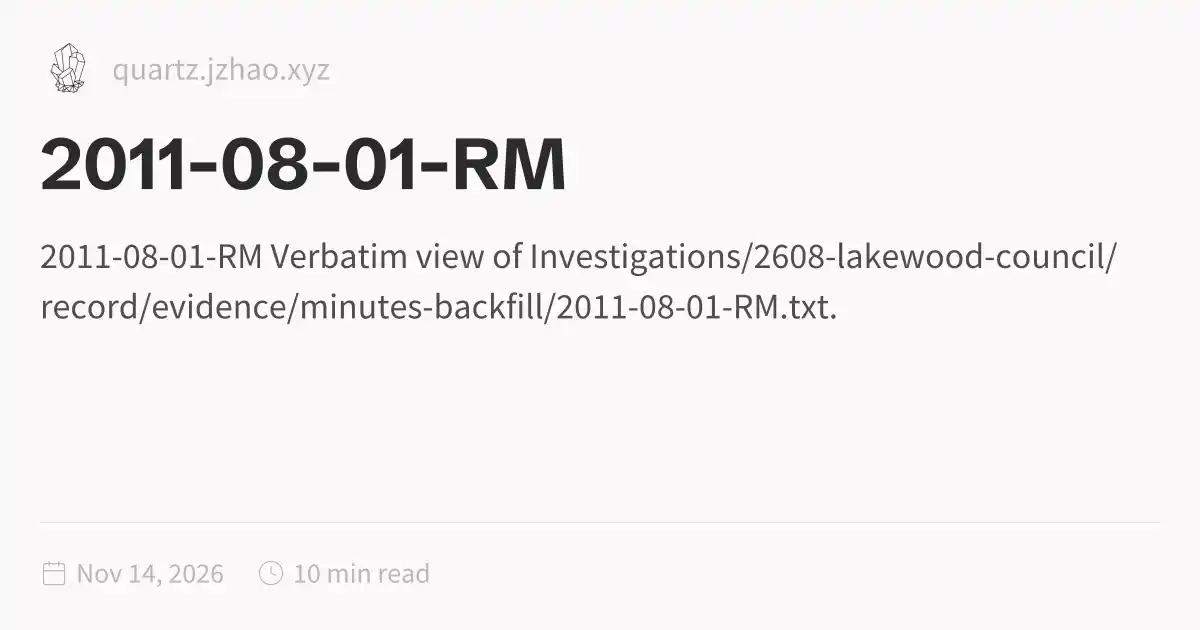 quartz.jzhao.xyz
2011-08-01-RM
2011-08-01-RM Verbatim view of Investigations/2608-lakewood-council/
record/evidence/minutes-backfill/2011-08-01-RM.txt.
Nov 14, 2026 10 min read